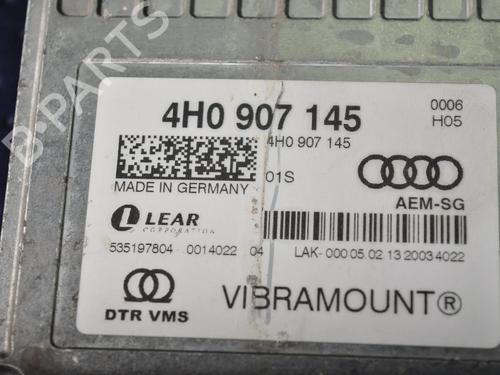 B-PARTS
4H0 907 145
0006
H05
4H0 907 145
01S
MADE IN GERMANY
AEM-SG
LEAR
CORPORATION
535197804 0014022 04
LAK- 000 05.02 13 2003 4022
DTR VMS
VIBRAMOUNT®